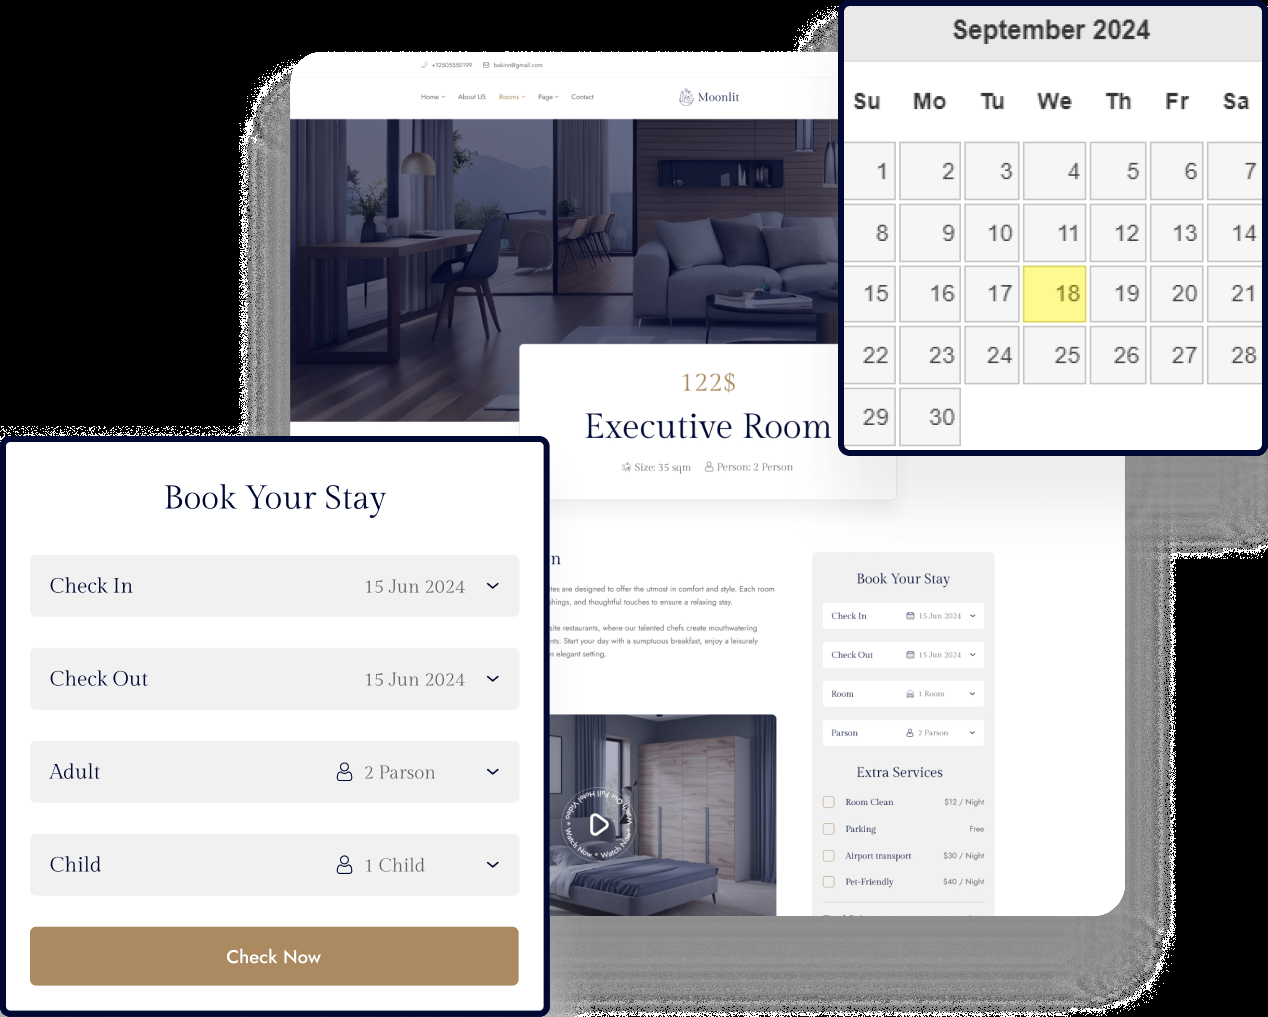 +12505550199 bokinn@gmail.com
Home About US Rooms Page Contact
Moonlit
September 2024
Su Mo Tu We Th Fr Sa
1 2 3 4 5 6 7
8 9 10 11 12 13 14
15 16 17 18 19 20 21
22 23 24 25 26 27 28
29 30
122$
Executive Room
Size: 35 sqm Person: 2 Person
Book Your Stay
Check In 15 Jun 2024
Check Out 15 Jun 2024
Adult 2 Parson
Child 1 Child
Check Now
n
tes are designed to offer the utmost in comfort and style. Each room
hings, and thoughtful touches to ensure a relaxing stay.
site restaurants, where our talented chefs create mouthwatering
nts. Start your day with a sumptuous breakfast, enjoy a leisurely
n elegant setting.
Watch Now * Watch Our Full Hotel Video *
Book Your Stay
Check In 15 Jun 2024
Check Out 15 Jun 2024
Room 1 Room
Parson 2 Parson
Extra Services
Room Clean $12 / Night
Parking Free
Airport transport $30 / Night
Pet-Friendly $40 / Night